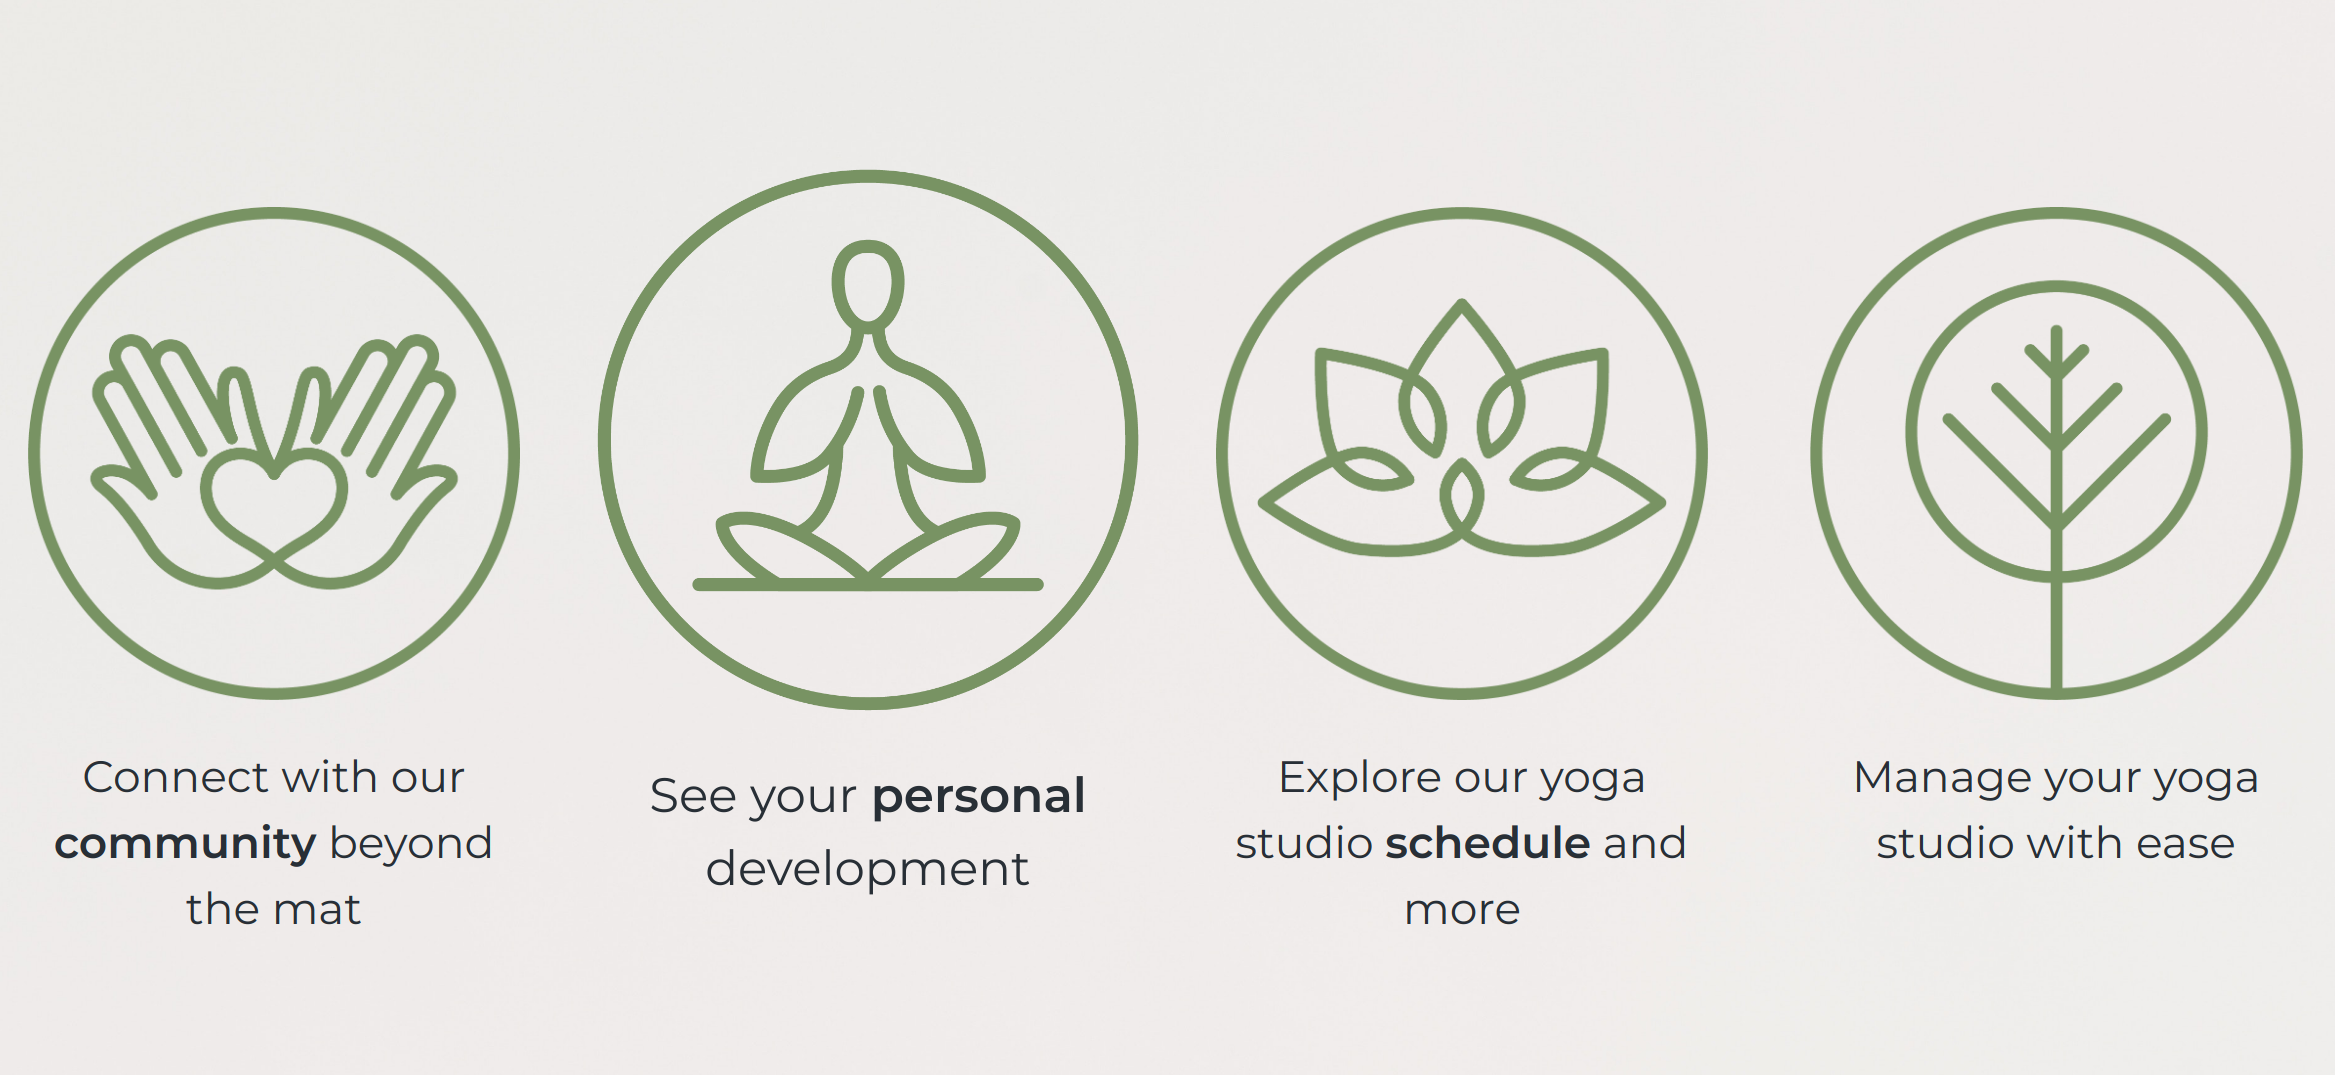 Connect with our
community beyond
the mat
See your personal
development
Explore our yoga
studio schedule and
more
Manage your yoga
studio with ease